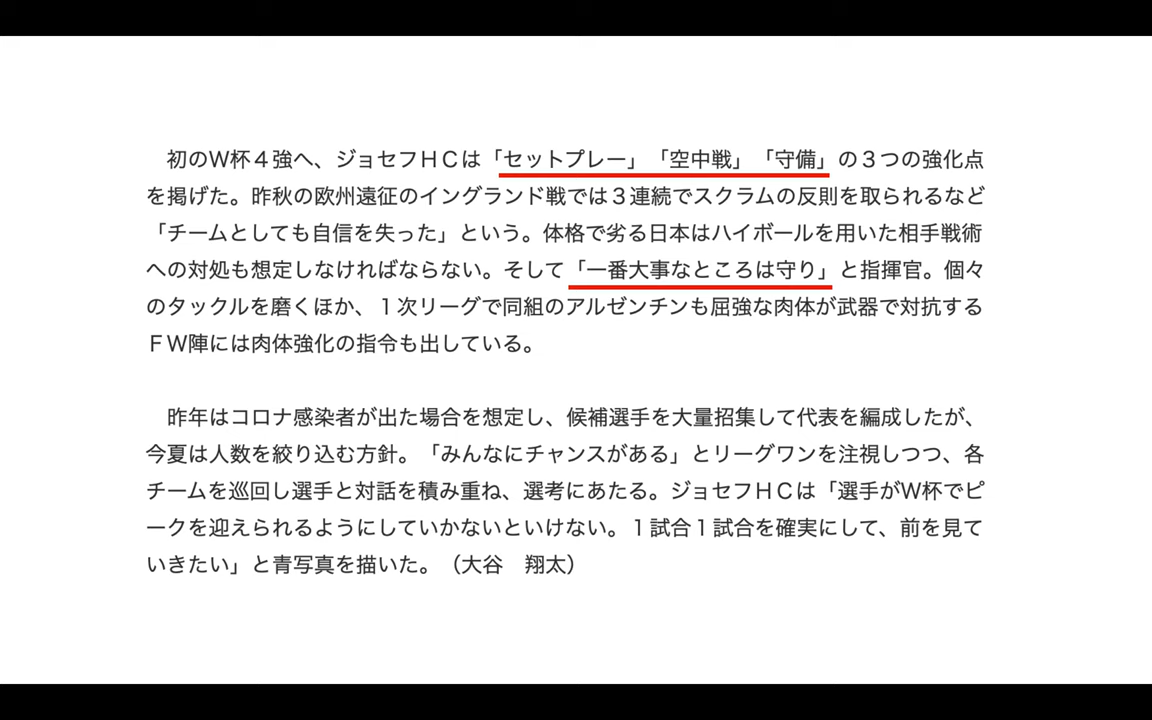 初のＷ杯４強へ、ジョセフＨＣは「セットプレー」「空中戦」「守備」の３つの強化点
を掲げた。昨秋の欧州遠征のイングランド戦では３連続でスクラムの反則を取られるなど
「チームとしても自信を失った」という。体格で劣る日本はハイボールを用いた相手戦術
への対処も想定しなければならない。そして「一番大事なところは守り」と指揮官。個々
のタックルを磨くほか、１次リーグで同組のアルゼンチンも屈強な肉体が武器で対抗する
ＦＷ陣には肉体強化の指令も出している。
　昨年はコロナ感染者が出た場合を想定し、候補選手を大量招集して代表を編成したが、
今夏は人数を絞り込む方針。「みんなにチャンスがある」とリーグワンを注視しつつ、各
チームを巡回し選手と対話を積み重ね、選考にあたる。ジョセフＨＣは「選手がＷ杯でピ
ークを迎えられるようにしていかないといけない。１試合１試合を確実にして、前を見て
いきたい」と青写真を描いた。（大谷　翔太）